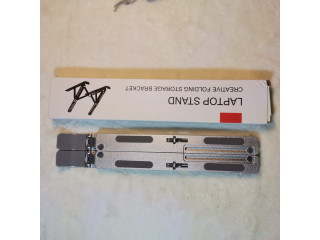 LAPTOP STAND
CREATIVE FOLDING STORAGE BRACKET